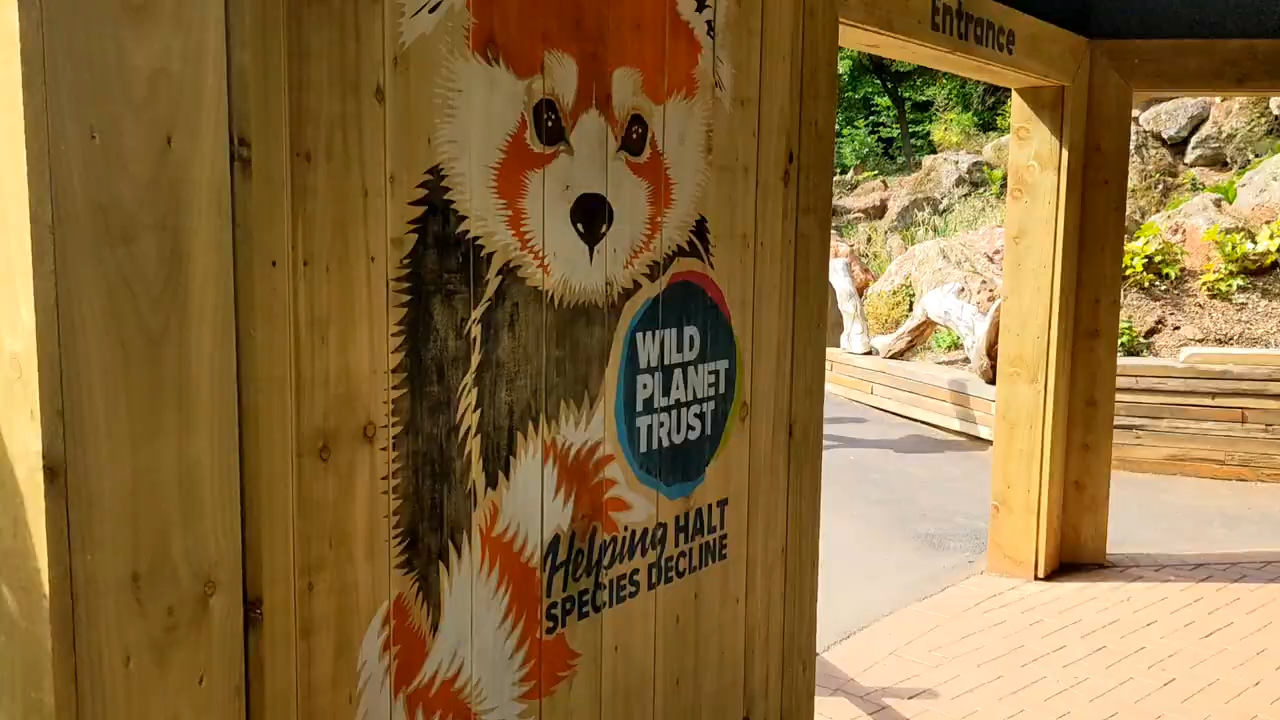 Entrance
WILD
PLANET
TRUST
Helping HALT
SPECIES DECLINE